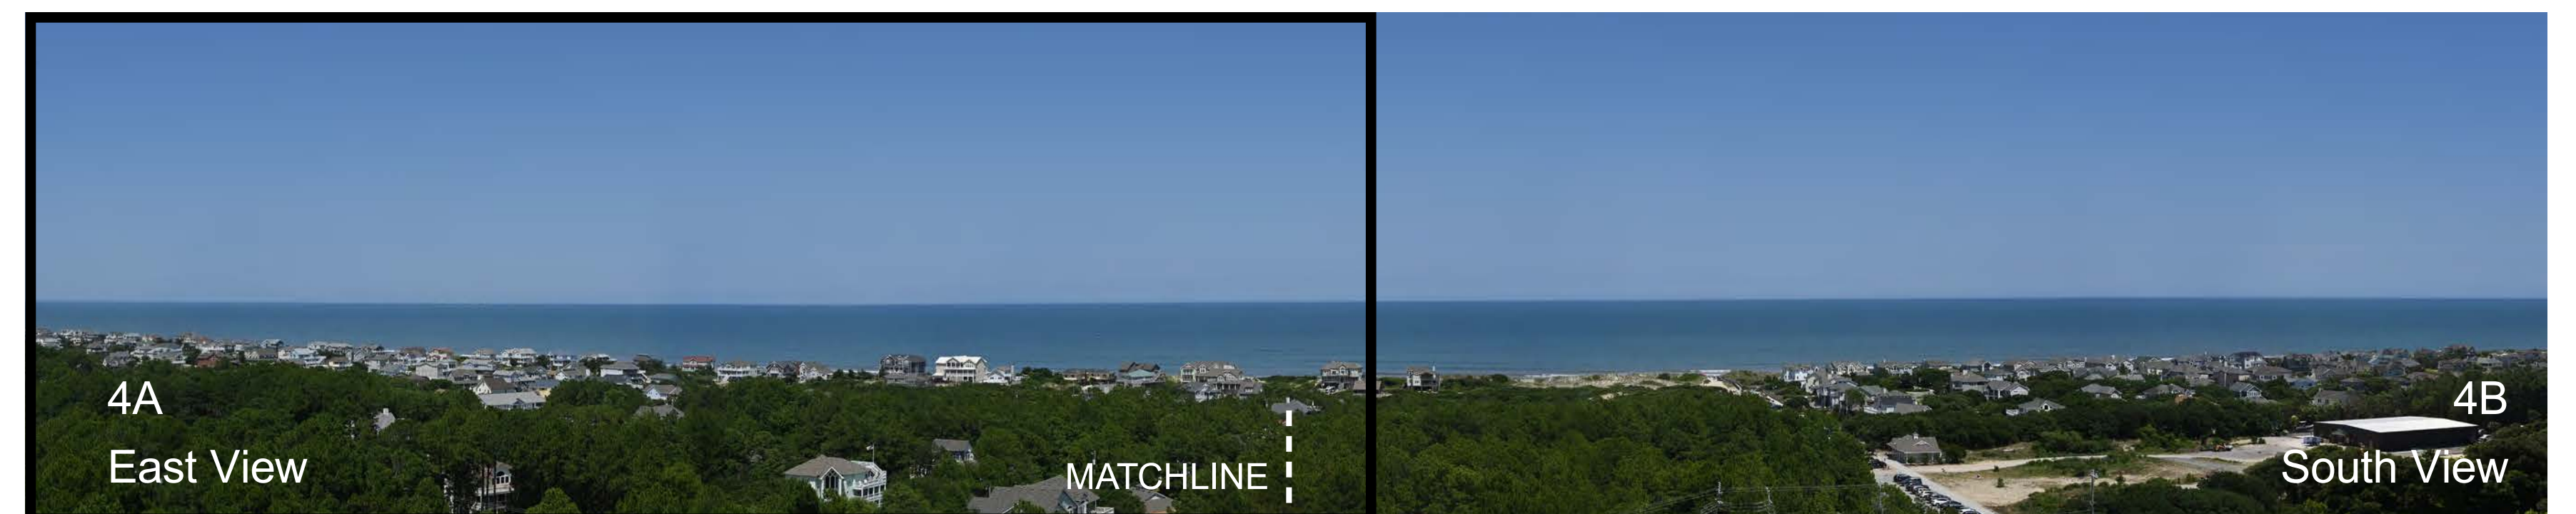 4A
East View
MATCHLINE
4B
South View